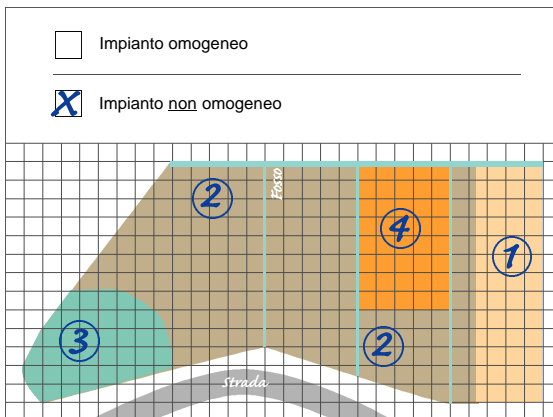 Impianto omogeneo
X
Impianto non omogeneo
2
Fosso
4
1
3
2
Strada